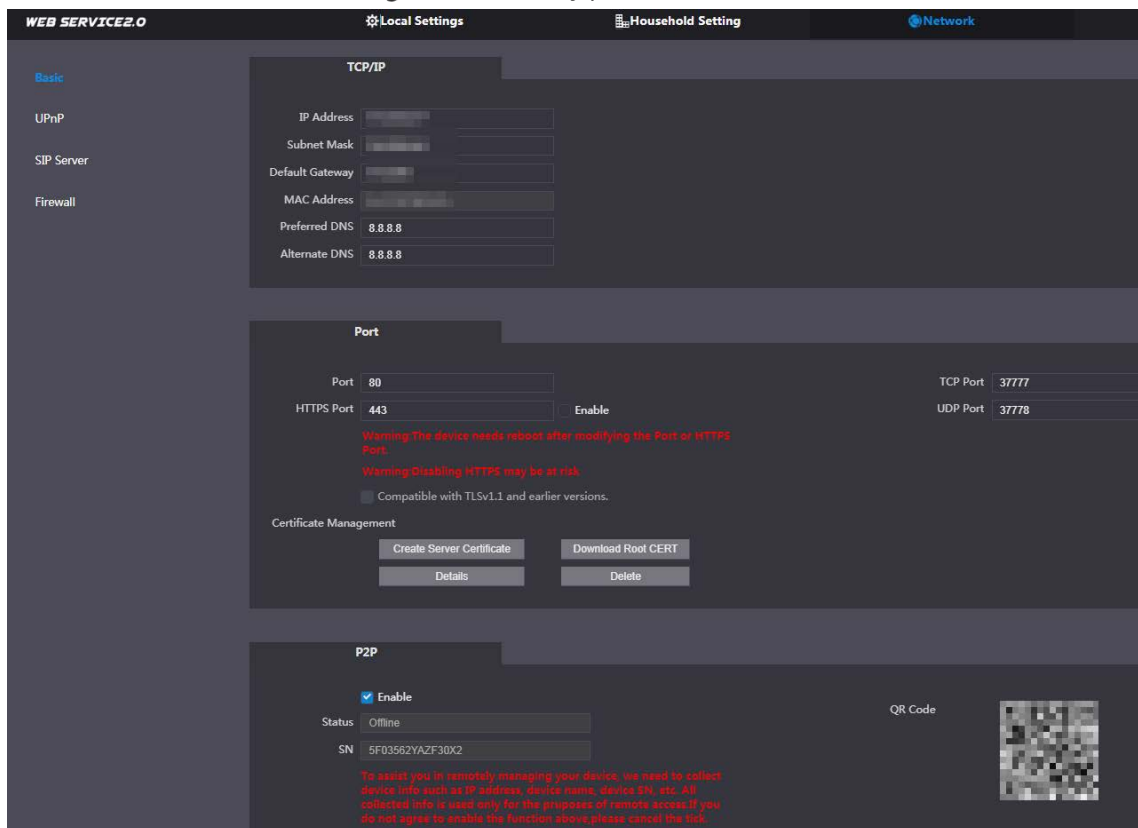 WEB SERVICE2.0 Local Settings Household Setting Network
Basic
UPnP
SIP Server
Firewall
TCP/IP
IP Address
Subnet Mask
Default Gateway
MAC Address
Preferred DNS 8.8.8.8
Alternate DNS 8.8.8.8
Port
Port 80 TCP Port 37777
HTTPS Port 443 Enable UDP Port 37778
Warning:The device needs reboot after modifying the Port or HTTPS
Port.
Warning:Disabling HTTPS may be at risk
Compatible with TLSv1.1 and earlier versions.
Certificate Management
Create Server Certificate Download Root CERT
Details Delete
P2P
Enable
QR Code
Status Offline
SN 5F03562YAZF30X2
To assist you in remotely managing your device, we need to collect
device info such as IP address, device name, device SN, etc. All
collected info is used only for the pruposes of remote access.If you
do not agree to enable the function above,please cancel the tick.